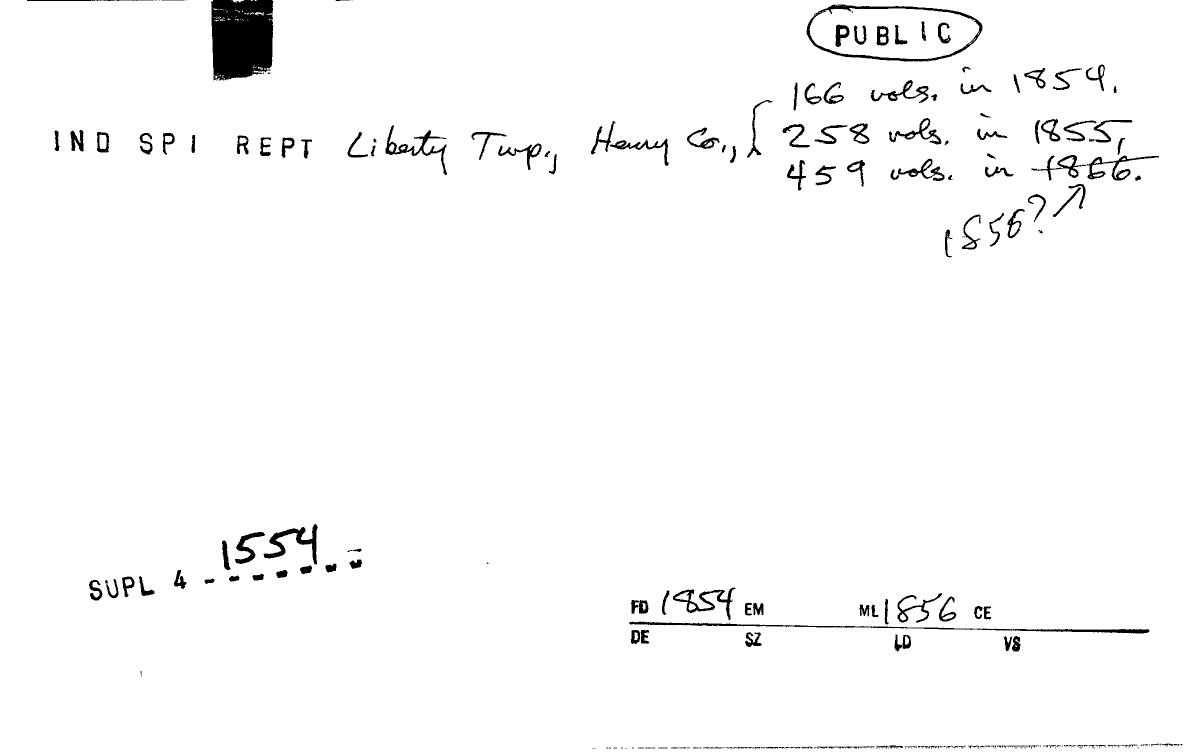 PUBLIC
166 vols. in 1854,
IND SPI REPT Liberty Twp., Henry Co., { 258 vols. in 1855,
459 vols. in 1866.
1856?
1554
SUPL 4 - - - - - - -
FD 1854 EM ML 1856 CE
DE SZ LD VS